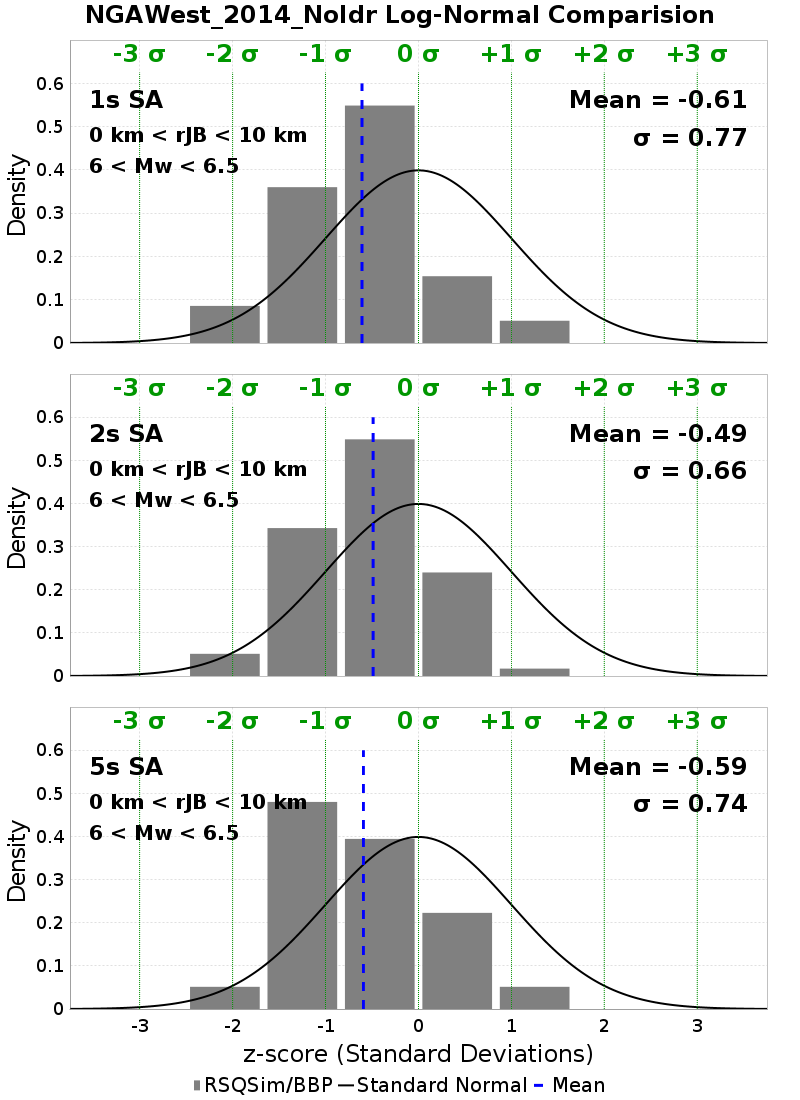 NGAWest_2014_NoIdr Log-Normal Comparision
-3 σ -2 σ -1 σ 0 σ +1 σ +2 σ +3 σ
1s SA
0 km < rJB < 10 km
6 < Mw < 6.5
Mean = -0.61
σ = 0.77
Density
0.6
0.5
0.4
0.3
0.2
0.1
0
-3 σ -2 σ -1 σ 0 σ +1 σ +2 σ +3 σ
2s SA
0 km < rJB < 10 km
6 < Mw < 6.5
Mean = -0.49
σ = 0.66
Density
0.6
0.5
0.4
0.3
0.2
0.1
0
-3 σ -2 σ -1 σ 0 σ +1 σ +2 σ +3 σ
5s SA
0 km < rJB < 10 km
6 < Mw < 6.5
Mean = -0.59
σ = 0.74
Density
0.6
0.5
0.4
0.3
0.2
0.1
0
-3 -2 -1 0 1 2 3
z-score (Standard Deviations)
RSQSim/BBP Standard Normal Mean